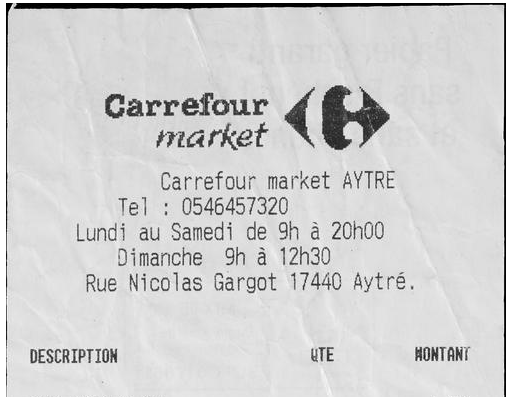 Carrefour
market
Carrefour market AYTRE
Tel : 0546457320
Lundi au Samedi de 9h à 20h00
Dimanche 9h à 12h30
Rue Nicolas Gargot 17440 Aytré.
DESCRIPTION QTE MONTANT